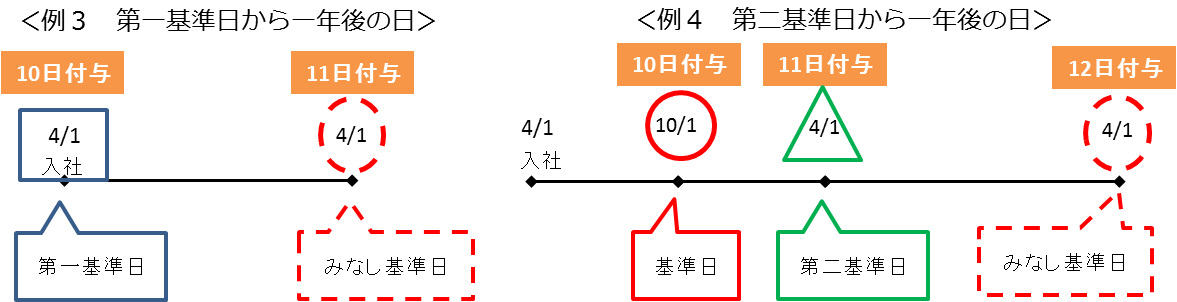 ＜例３　第一基準日から一年後の日＞
10日付与
11日付与
4/1
入社
4/1
第一基準日
みなし基準日
＜例４　第二基準日から一年後の日＞
10日付与
11日付与
12日付与
4/1
入社
10/1
4/1
4/1
基準日
第二基準日
みなし基準日